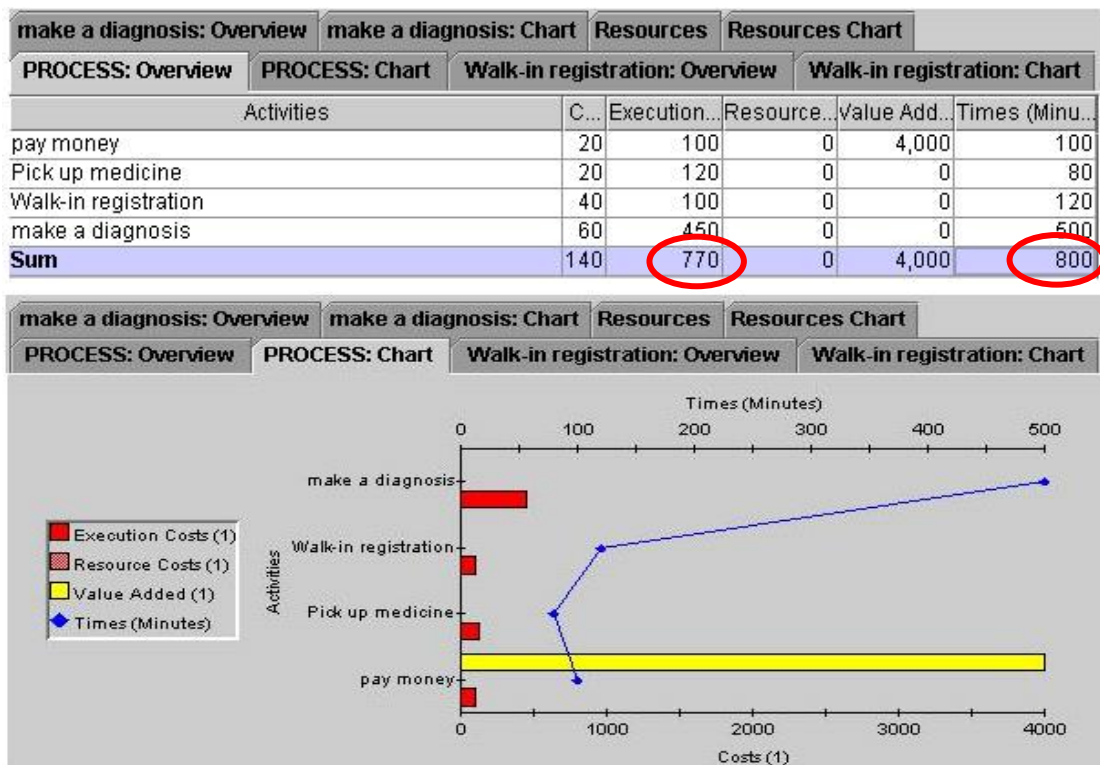 make a diagnosis: Overview make a diagnosis: Chart Resources Resources Chart
PROCESS: Overview PROCESS: Chart Walk-in registration: Overview Walk-in registration: Chart
Activities C... Execution... Resource... Value Add... Times (Minu...
pay money 20 100 0 4,000 100
Pick up medicine 20 120 0 0 80
Walk-in registration 40 100 0 0 120
make a diagnosis 60 450 0 0 500
Sum 140 770 0 4,000 800
make a diagnosis: Overview make a diagnosis: Chart Resources Resources Chart
PROCESS: Overview PROCESS: Chart Walk-in registration: Overview Walk-in registration: Chart
Times (Minutes)
0 100 200 300 400 500
make a diagnosis
Walk-in registration
Pick up medicine
pay money
Activities
Execution Costs (1)
Resource Costs (1)
Value Added (1)
Times (Minutes)
0 1000 2000 3000 4000
Costs (1)